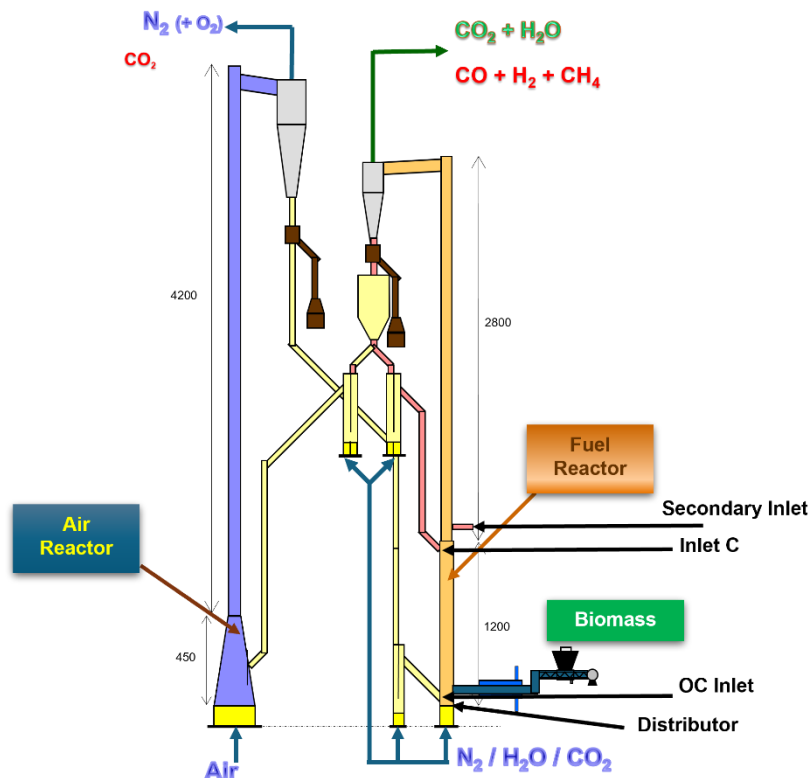 N₂ (+ O₂)
CO₂
CO₂ + H₂O
CO + H₂ + CH₄
4200
2800
Fuel
Reactor
Secondary Inlet
Inlet C
Air
Reactor
1200
450
Biomass
OC Inlet
Distributor
Air
N₂ / H₂O / CO₂